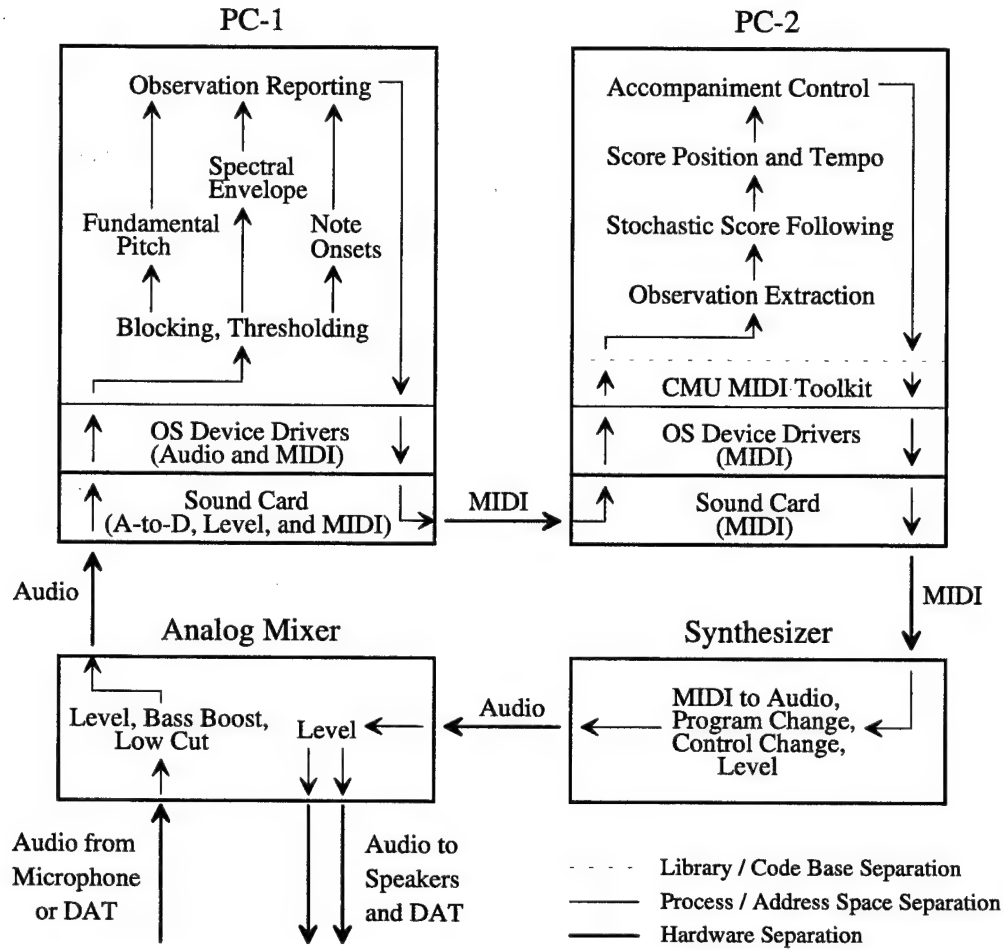 PC-1
Observation Reporting
Spectral
Envelope
Fundamental
Pitch
Note
Onsets
Blocking, Thresholding
OS Device Drivers
(Audio and MIDI)
Sound Card
(A-to-D, Level, and MIDI)
MIDI
PC-2
Accompaniment Control
Score Position and Tempo
Stochastic Score Following
Observation Extraction
CMU MIDI Toolkit
OS Device Drivers
(MIDI)
Sound Card
(MIDI)
Audio
MIDI
Analog Mixer
Level, Bass Boost,
Low Cut
Level
Audio
Synthesizer
MIDI to Audio,
Program Change,
Control Change,
Level
Audio from
Microphone
or DAT
Audio to
Speakers
and DAT
Library / Code Base Separation
Process / Address Space Separation
Hardware Separation